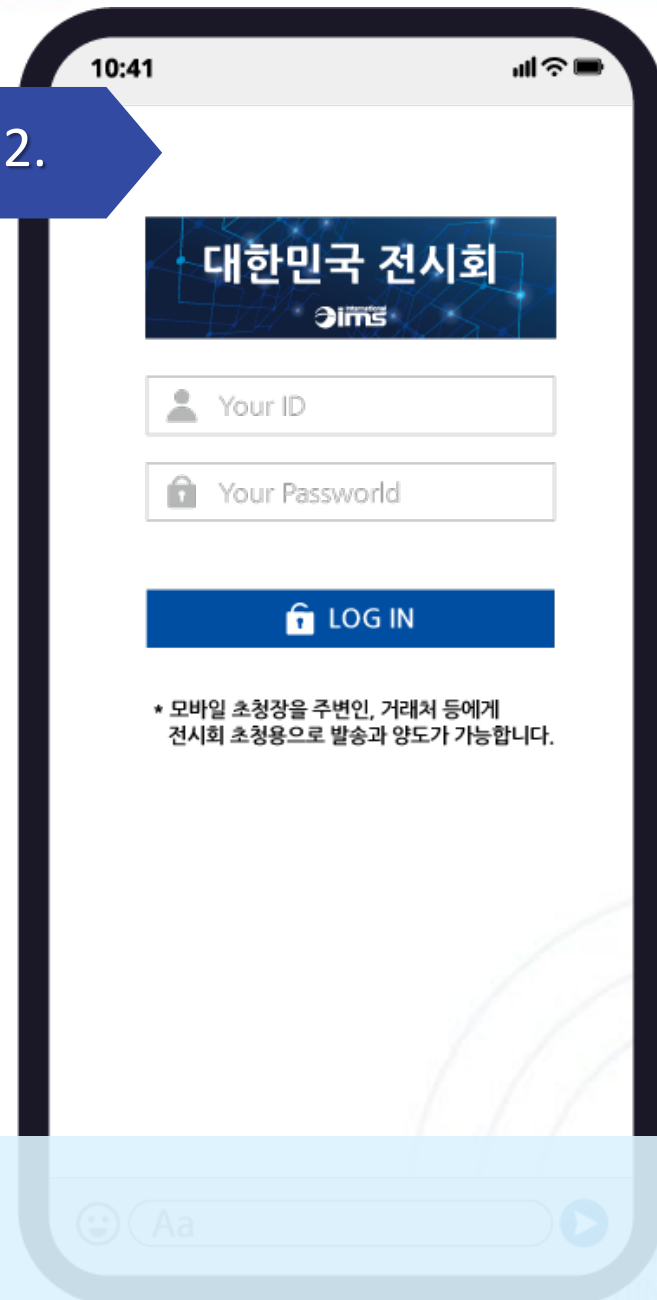 10:41
2.
대한민국 전시회
international
ims
Your ID
Your Passworld
LOG IN
* 모바일 초청장을 주변인, 거래처 등에게
전시회 초청용으로 발송과 양도가 가능합니다.
Aa